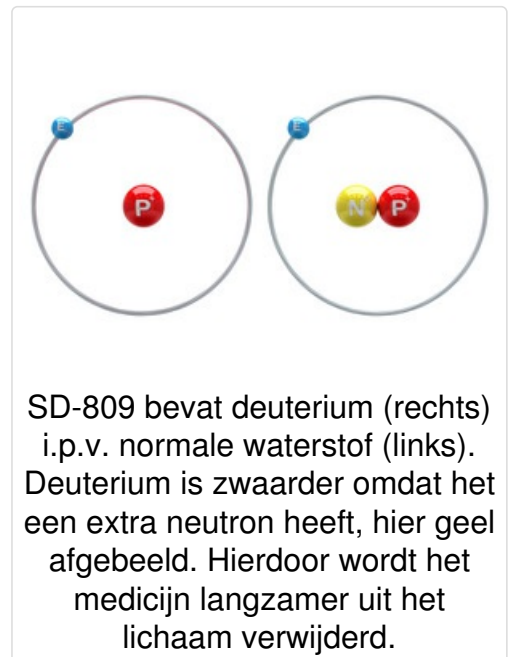 E E
P N P
SD-809 bevat deuterium (rechts)
i.p.v. normale waterstof (links).
Deuterium is zwaarder omdat het
een extra neutron heeft, hier geel
afgebeeld. Hierdoor wordt het
medicijn langzamer uit het
lichaam verwijderd.